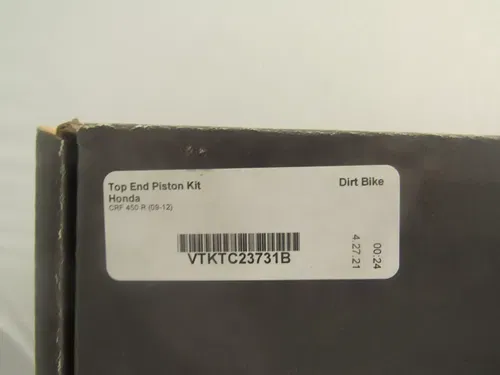 Top End Piston Kit
Dirt Bike
Honda
CRF 450 R (09-12)
VTKTC23731B
00:24
4.27.21